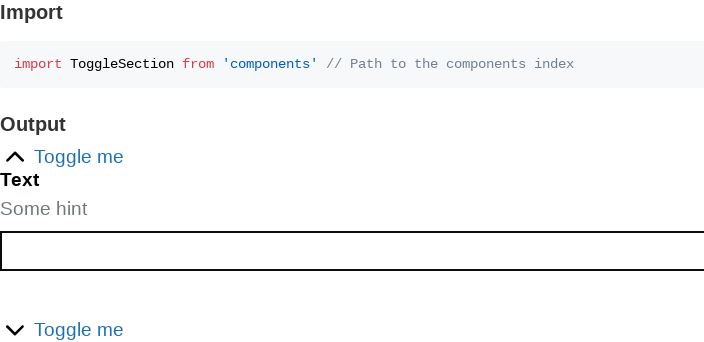 Import
import ToggleSection from 'components' // Path to the components index
Output
Toggle me
Text
Some hint
Toggle me